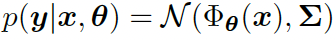 p(y|x, θ) = 𝒩(Φ_θ(x), Σ)